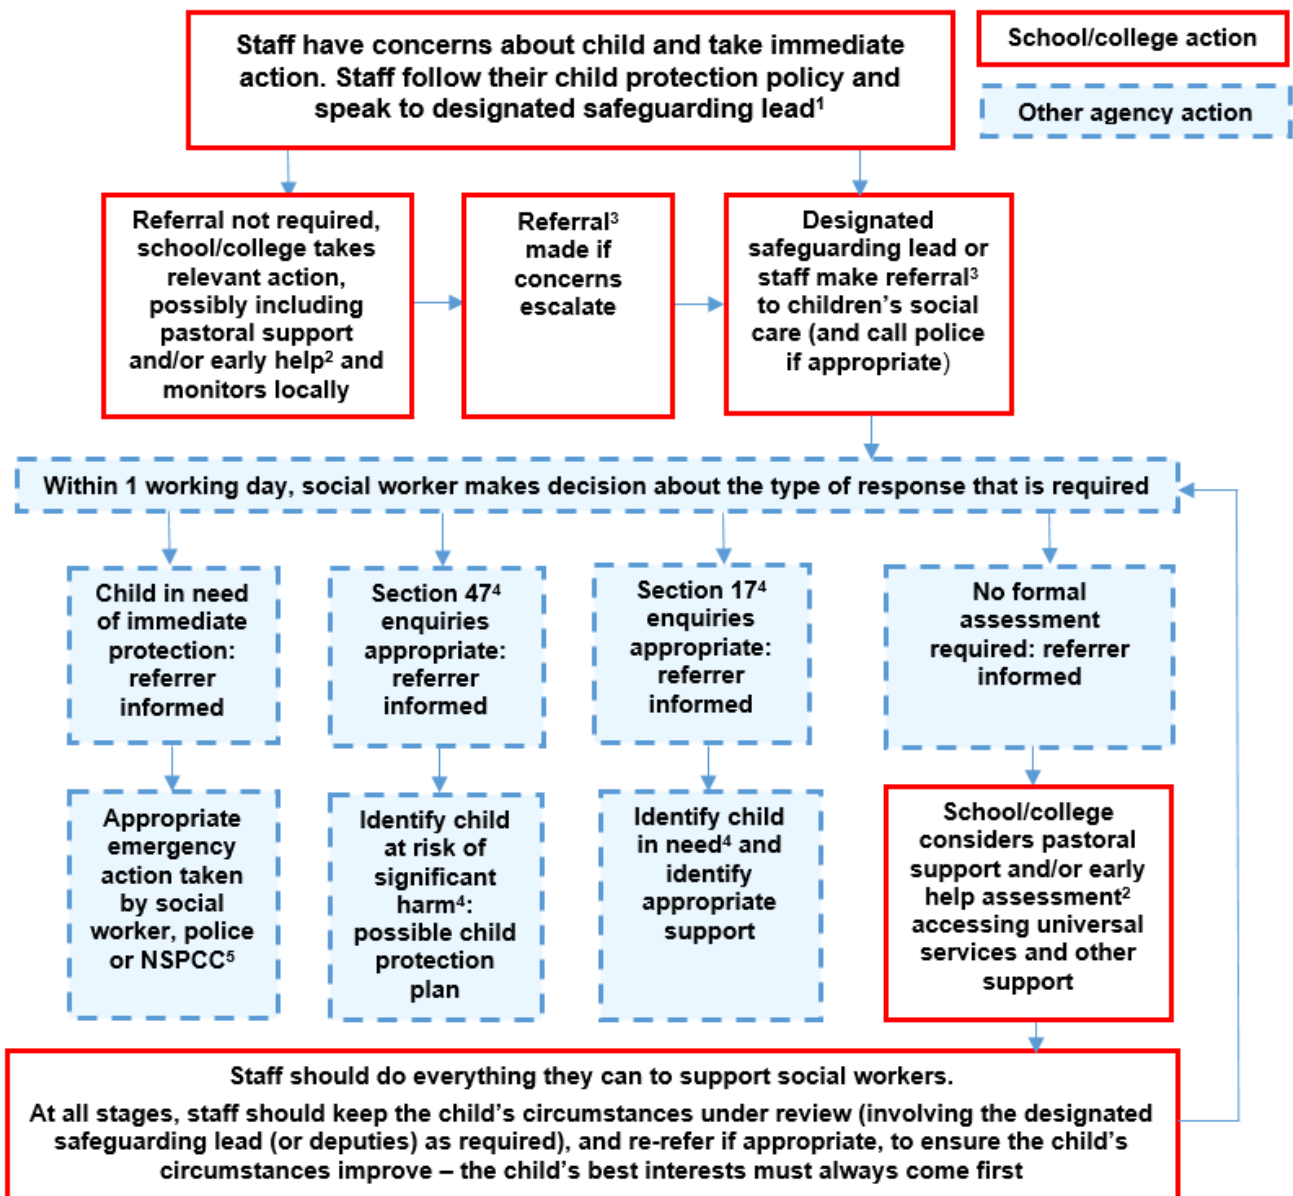 Staff have concerns about child and take immediate
action. Staff follow their child protection policy and
speak to designated safeguarding lead¹
School/college action
Other agency action
Referral not required,
school/college takes
relevant action,
possibly including
pastoral support
and/or early help² and
monitors locally
Referral³
made if
concerns
escalate
Designated
safeguarding lead or
staff make referral³
to children’s social
care (and call police
if appropriate)
Within 1 working day, social worker makes decision about the type of response that is required
Child in need
of immediate
protection:
referrer
informed
Section 47⁴
enquiries
appropriate:
referrer
informed
Section 17⁴
enquiries
appropriate:
referrer
informed
No formal
assessment
required: referrer
informed
Appropriate
emergency
action taken
by social
worker, police
or NSPCC⁵
Identify child
at risk of
significant
harm⁴:
possible child
protection
plan
Identify child
in need⁴ and
identify
appropriate
support
School/college
considers pastoral
support and/or early
help assessment²
accessing universal
services and other
support
Staff should do everything they can to support social workers.
At all stages, staff should keep the child’s circumstances under review (involving the designated
safeguarding lead (or deputies) as required), and re-refer if appropriate, to ensure the child’s
circumstances improve – the child’s best interests must always come first